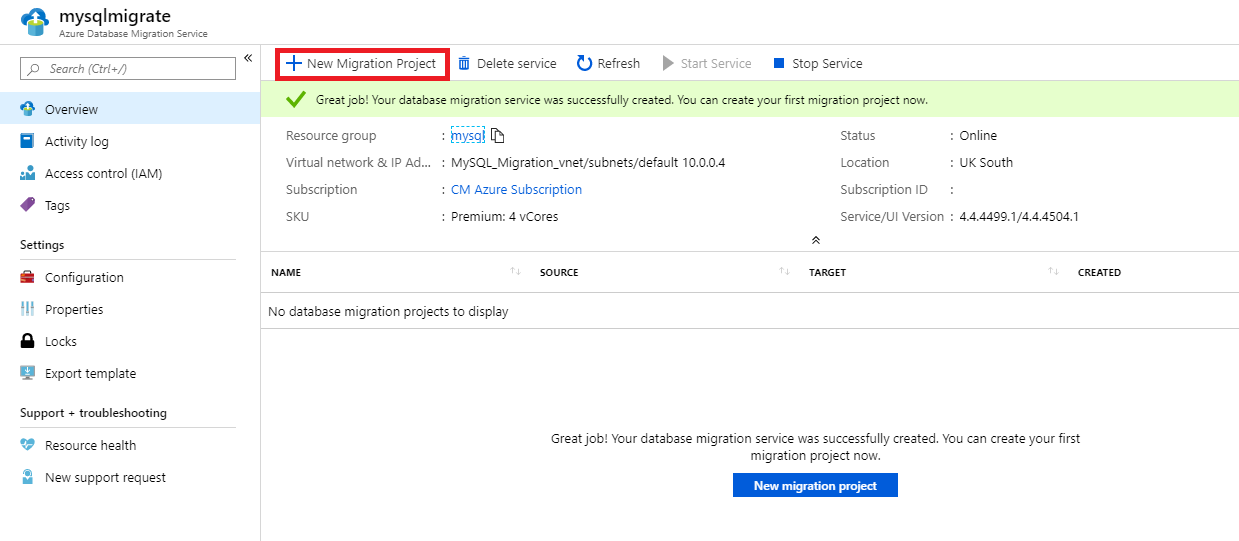 mysqlmigrate
Azure Database Migration Service
Search (Ctrl+/)
«
Overview
Activity log
Access control (IAM)
Tags
Settings
Configuration
Properties
Locks
Export template
Support + troubleshooting
Resource health
New support request
New Migration Project
Delete service
Refresh
Start Service
Stop Service
Great job! Your database migration service was successfully created. You can create your first migration project now.
Resource group : mysql
Virtual network & IP Ad... : MySQL_Migration_vnet/subnets/default 10.0.0.4
Subscription : CM Azure Subscription
SKU : Premium: 4 vCores
Status : Online
Location : UK South
Subscription ID :
Service/UI Version : 4.4.4499.1/4.4.4504.1
NAME SOURCE TARGET CREATED
No database migration projects to display
Great job! Your database migration service was successfully created. You can create your first
migration project now.
New migration project